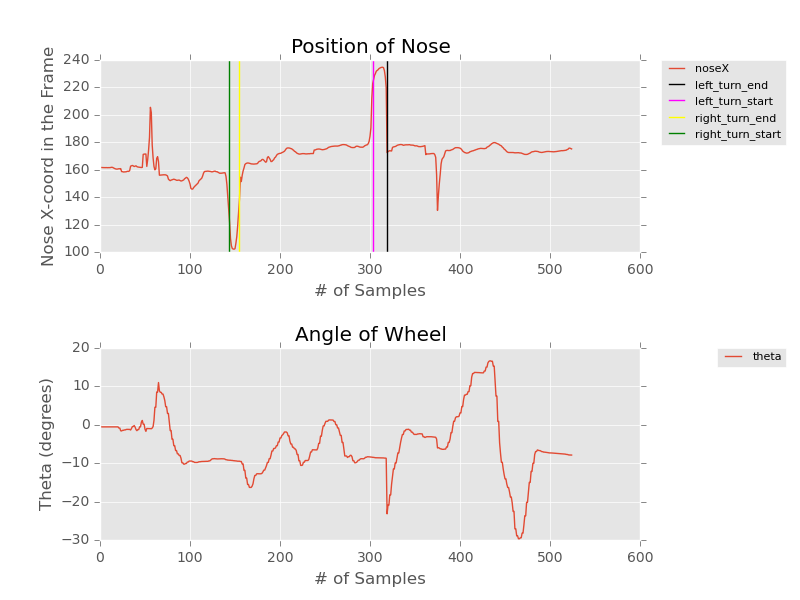 Position of Nose
Nose X-coord in the Frame
240
220
200
180
160
140
120
100
0 100 200 300 400 500 600
# of Samples
noseX
left_turn_end
left_turn_start
right_turn_end
right_turn_start
Angle of Wheel
Theta (degrees)
20
10
0
−10
−20
−30
0 100 200 300 400 500 600
# of Samples
theta